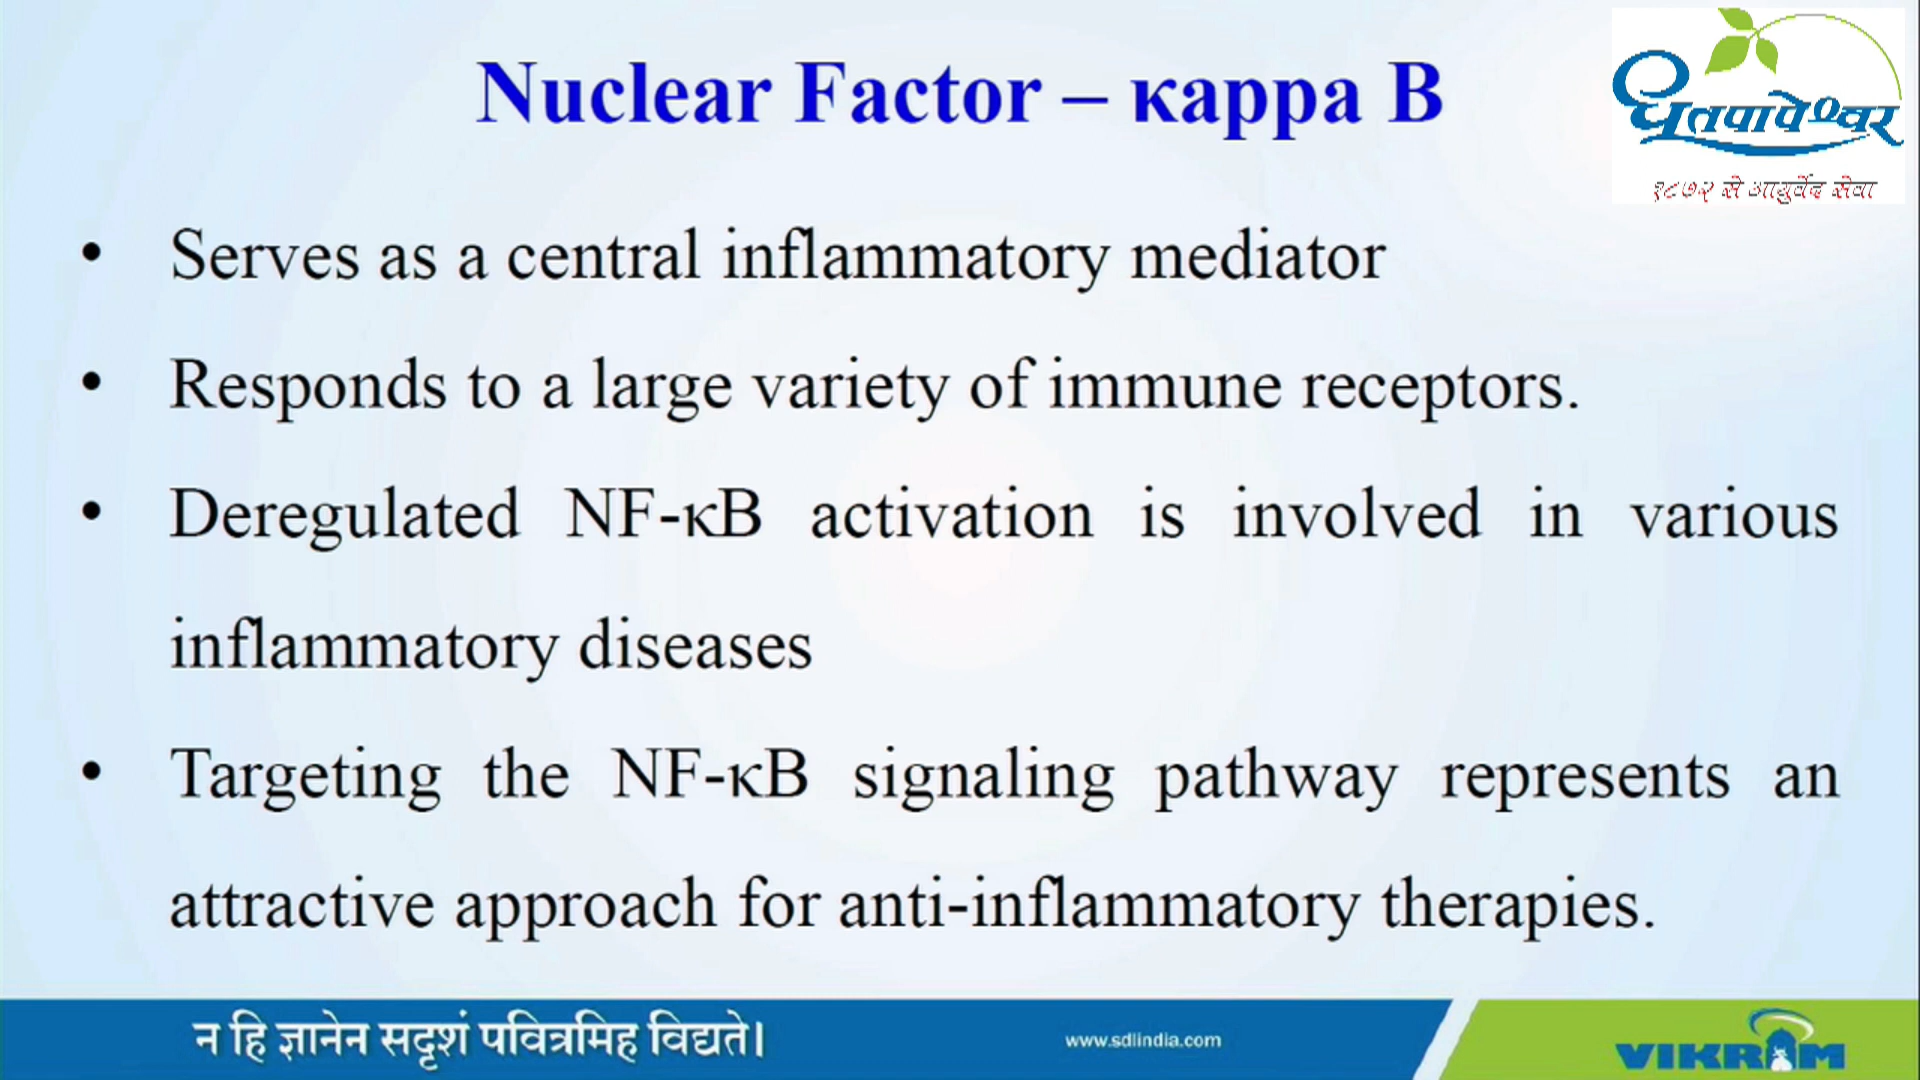 Nuclear Factor – κappa B
धूतपापेश्वर
१८७२ से आयुर्वेद सेवा
• Serves as a central inflammatory mediator
• Responds to a large variety of immune receptors.
• Deregulated NF-κB activation is involved in various
inflammatory diseases
• Targeting the NF-κB signaling pathway represents an
attractive approach for anti-inflammatory therapies.
न हि ज्ञानेन सदृशं पवित्रमिह विद्यते।
www.sdlindia.com
VIKRAM